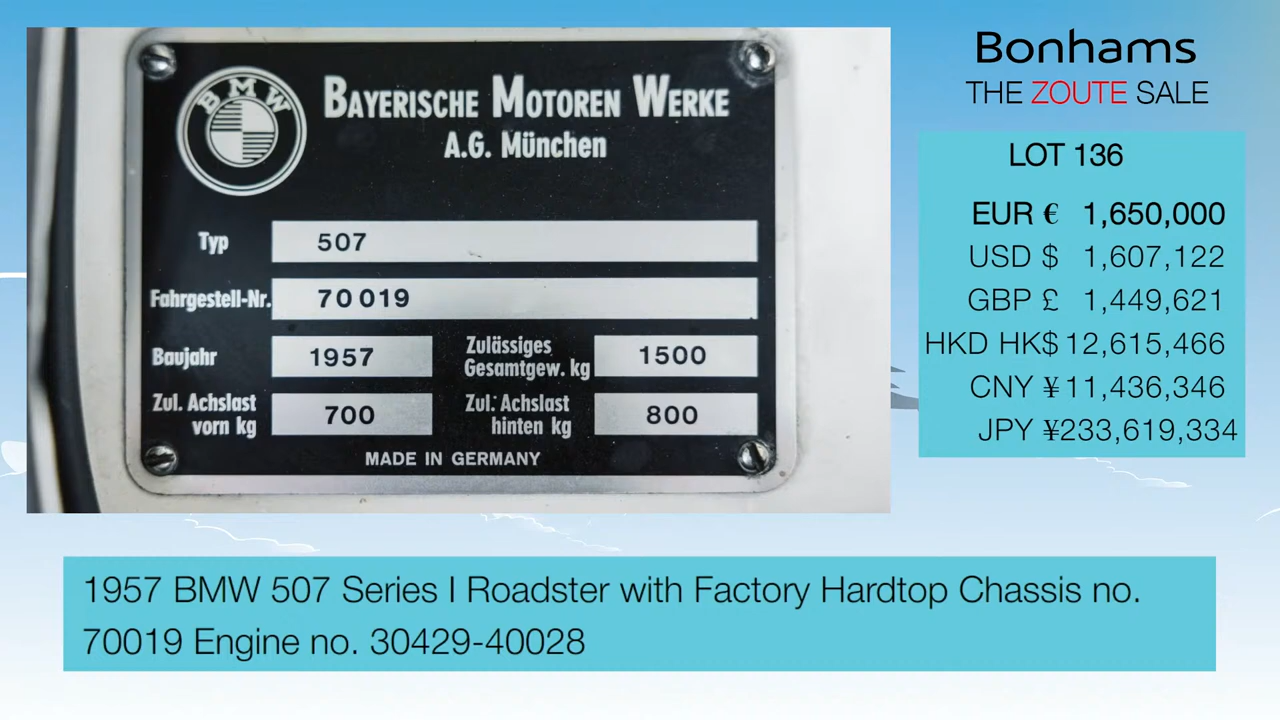 BMW
BAYERISCHE MOTOREN WERKE
A.G. München
Typ 507
Fahrgestell-Nr. 70019
Baujahr 1957 Zulässiges Gesamtgew. kg 1500
Zul. Achslast vorn kg 700 Zul. Achslast hinten kg 800
MADE IN GERMANY
Bonhams
THE ZOUTE SALE
LOT 136
EUR € 1,650,000
USD $ 1,607,122
GBP £ 1,449,621
HKD HK$ 12,615,466
CNY ¥ 11,436,346
JPY ¥233,619,334
1957 BMW 507 Series I Roadster with Factory Hardtop Chassis no.
70019 Engine no. 30429-40028